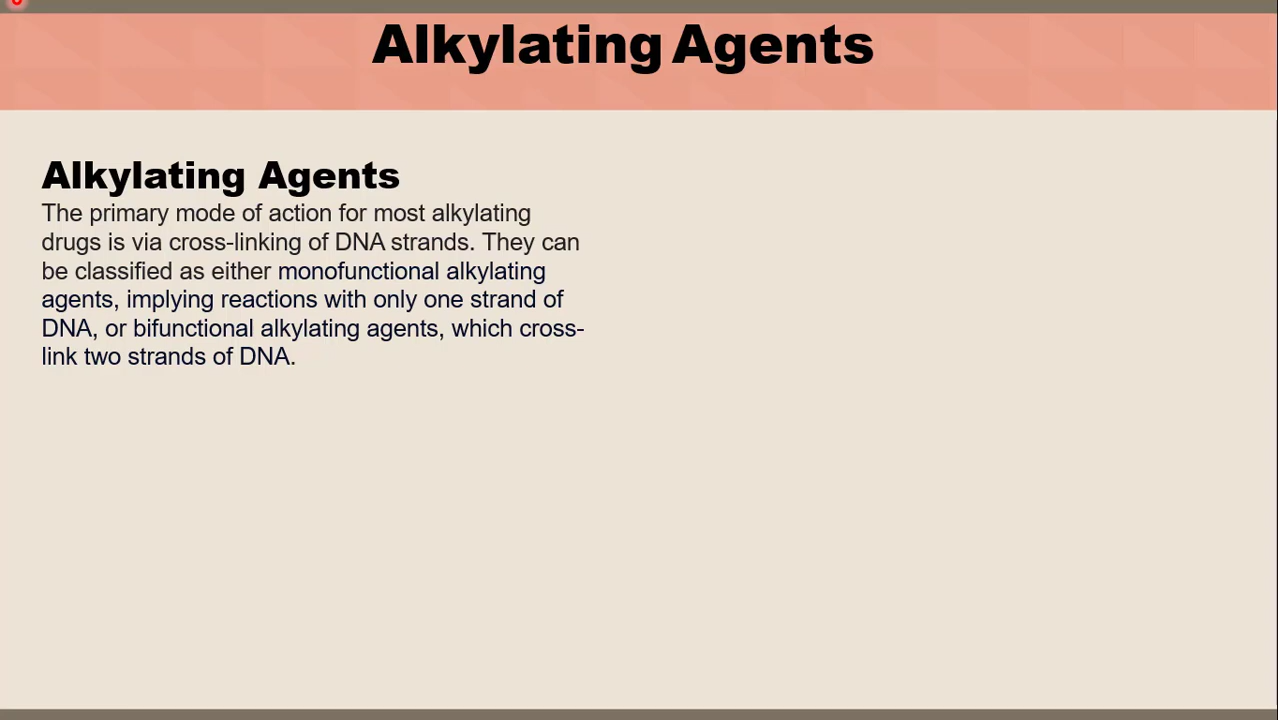 Alkylating Agents
Alkylating Agents
The primary mode of action for most alkylating
drugs is via cross-linking of DNA strands. They can
be classified as either monofunctional alkylating
agents, implying reactions with only one strand of
DNA, or bifunctional alkylating agents, which cross-
link two strands of DNA.